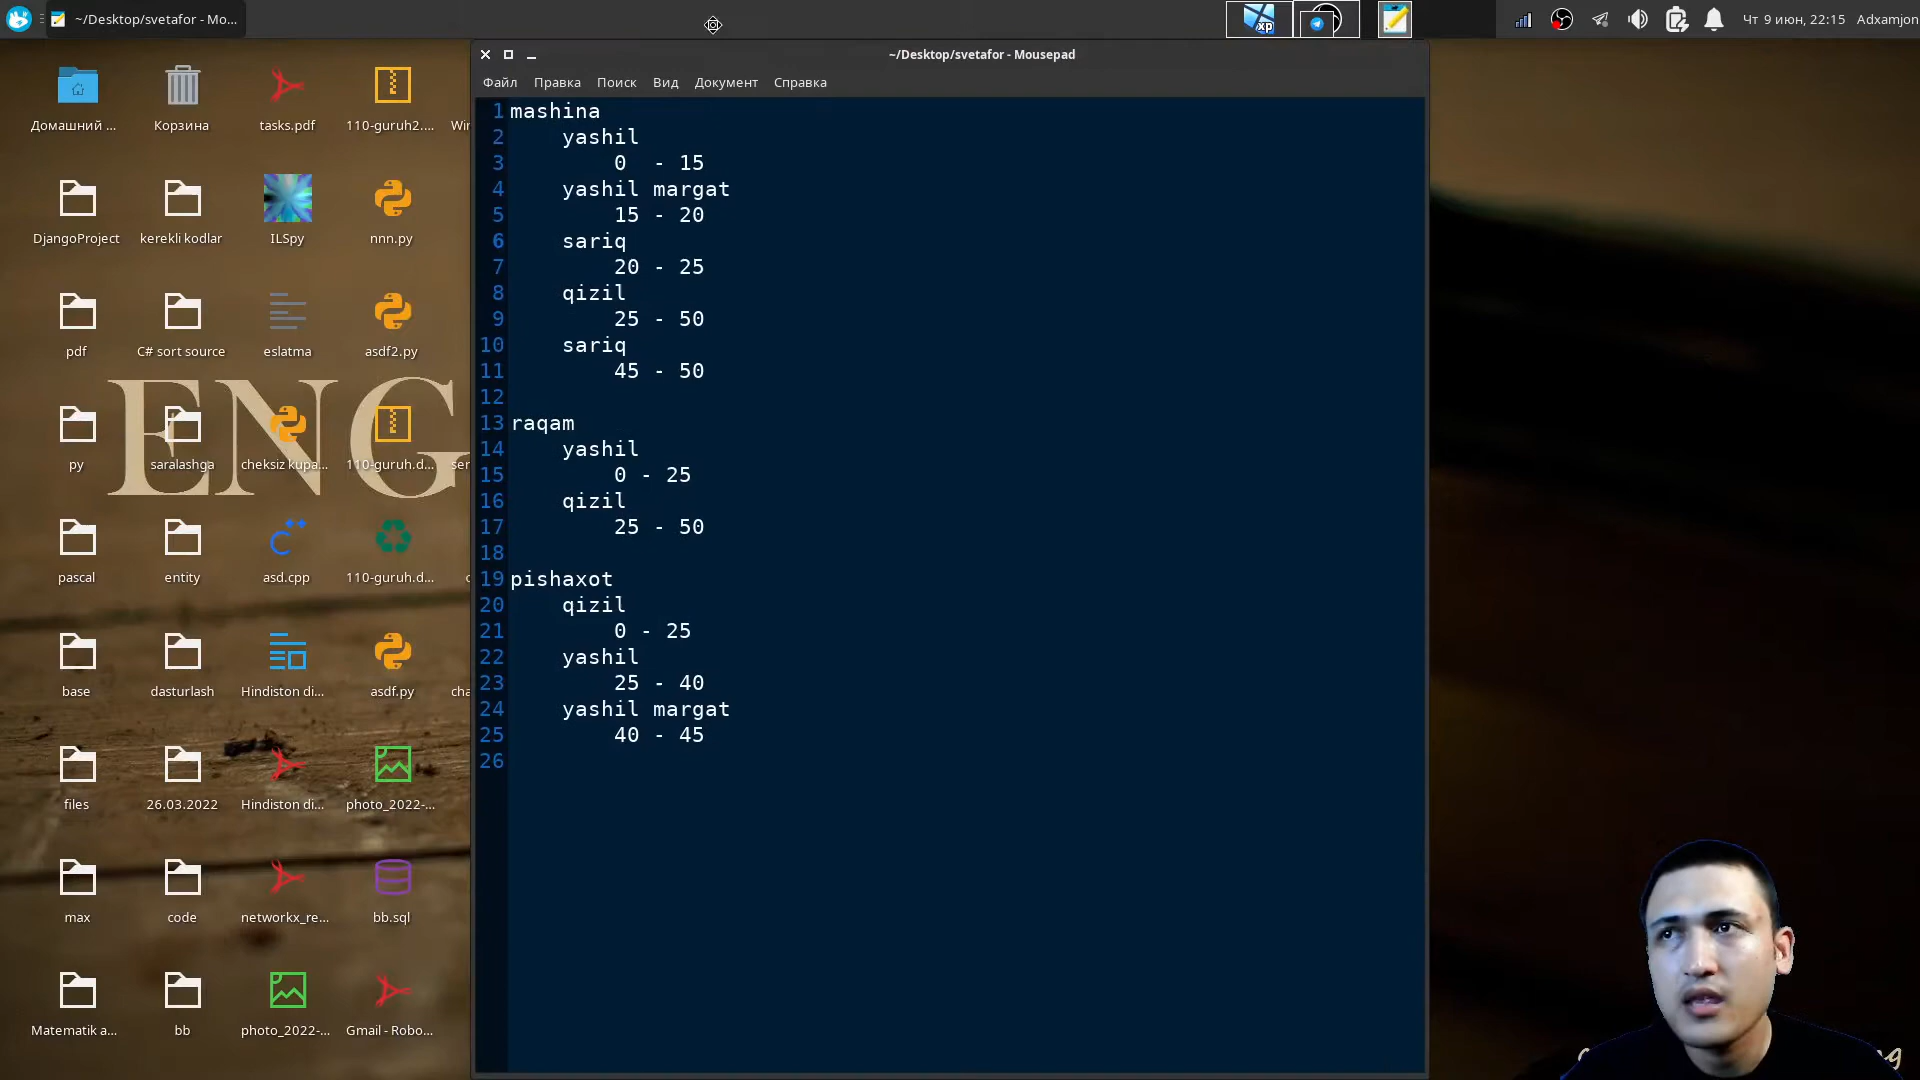 ~/Desktop/svetafor - Mo...
xp
Чт 9 июн, 22:15
Adxamjon
~/Desktop/svetafor - Mousepad
Файл Правка Поиск Вид Документ Справка
1 mashina
2 yashil
3 0 - 15
4 yashil margat
5 15 - 20
6 sariq
7 20 - 25
8 qizil
9 25 - 50
10 sariq
11 45 - 50
12
13 raqam
14 yashil
15 0 - 25
16 qizil
17 25 - 50
18
19 pishaxot
20 qizil
21 0 - 25
22 yashil
23 25 - 40
24 yashil margat
25 40 - 45
26
Домашний ... Корзина tasks.pdf 110-guruh2....
DjangoProject kerekli kodlar ILSpy nnn.py
pdf C# sort source eslatma asdf2.py
ENG
py saralashga cheksiz kupa... 110-guruh.d...
pascal entity asd.cpp 110-guruh.d...
base dasturlash Hindiston di... asdf.py
files 26.03.2022 Hindiston di... photo_2022-...
max code networkx_re... bb.sql
Matematik a... bb photo_2022-... Gmail - Robo...